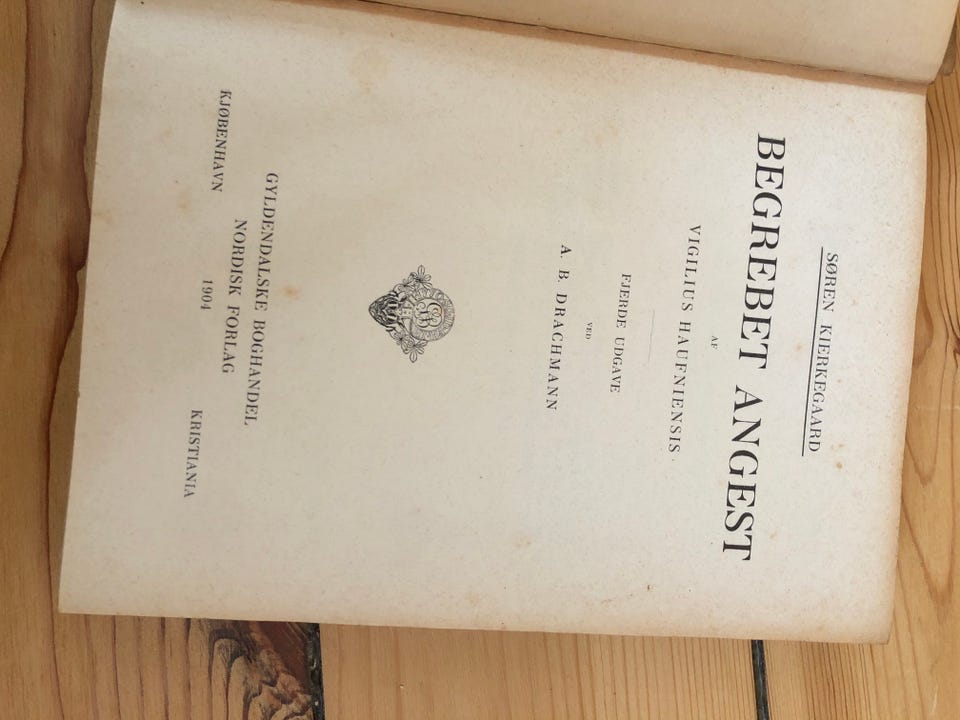 SØREN KIERKEGAARD
BEGREBET ANGEST
AF
VIGILIUS HAUFNIENSIS
FJERDE UDGAVE
VED
A. B. DRACHMANN
GYLDENDALSKE BOGHANDEL
NORDISK FORLAG
KJØBENHAVN 1904 KRISTIANIA